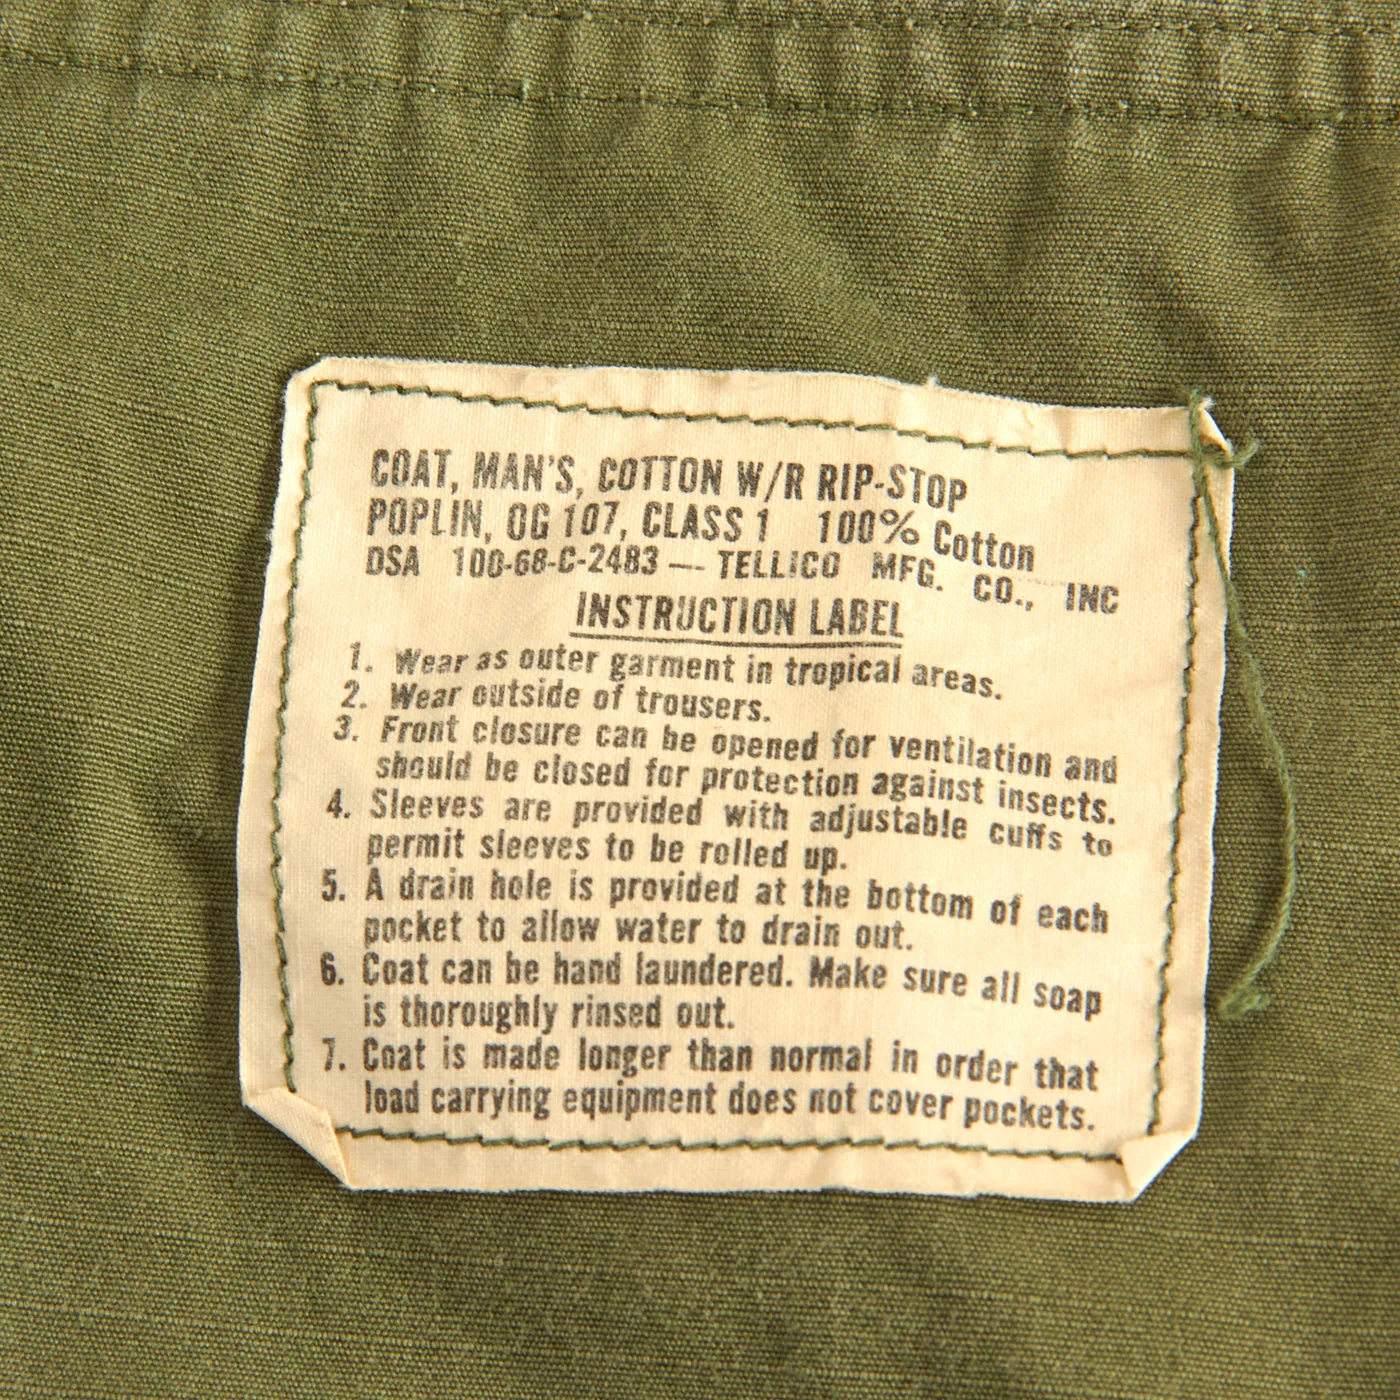 COAT, MAN'S, COTTON W/R RIP-STOP
POPLIN, OG 107, CLASS 1 100% Cotton
DSA 100-68-C-2483 — TELLICO MFG. CO., INC
INSTRUCTION LABEL
1. Wear as outer garment in tropical areas.
2. Wear outside of trousers.
3. Front closure can be opened for ventilation and
should be closed for protection against insects.
4. Sleeves are provided with adjustable cuffs to
permit sleeves to be rolled up.
5. A drain hole is provided at the bottom of each
pocket to allow water to drain out.
6. Coat can be hand laundered. Make sure all soap
is thoroughly rinsed out.
7. Coat is made longer than normal in order that
load carrying equipment does not cover pockets.